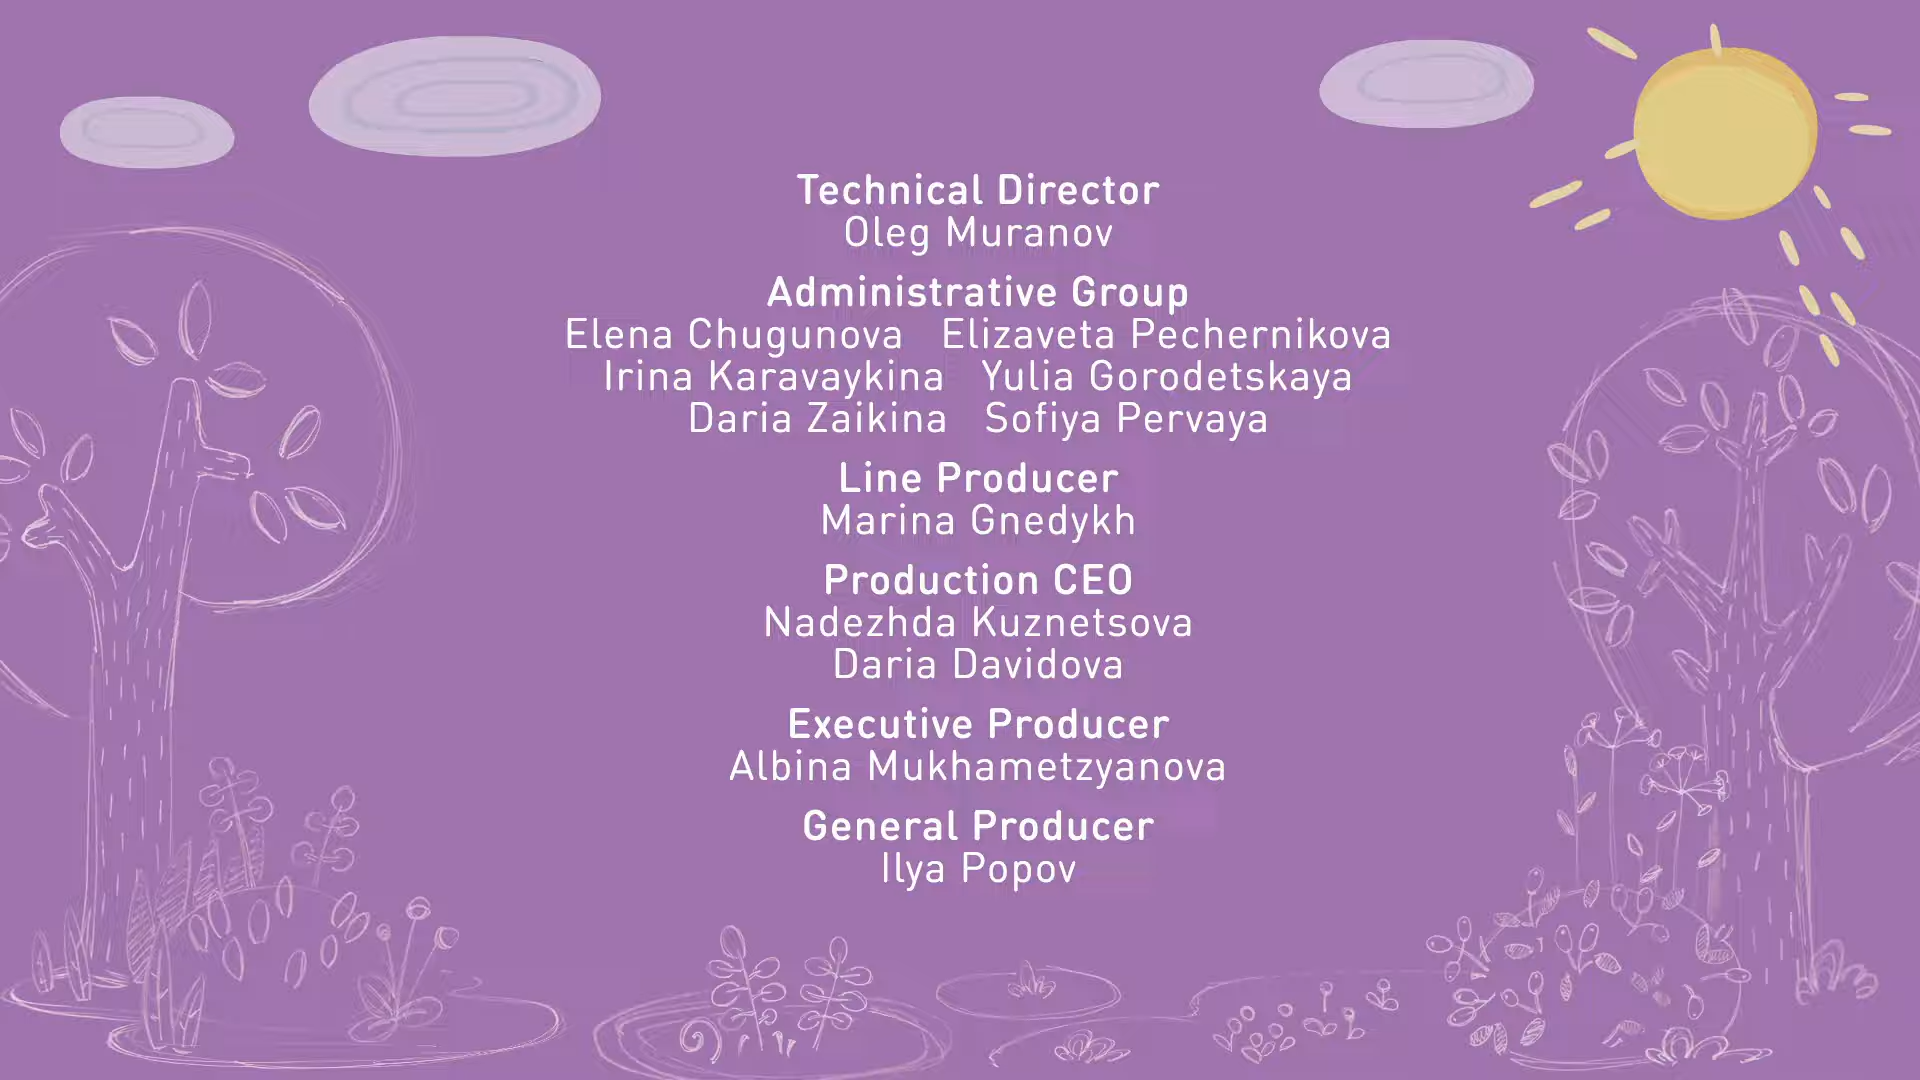 Technical Director
Oleg Muranov
Administrative Group
Elena Chugunova Elizaveta Pechernikova
Irina Karavaykina Yulia Gorodetskaya
Daria Zaikina Sofiya Pervaya
Line Producer
Marina Gnedykh
Production CEO
Nadezhda Kuznetsova
Daria Davidova
Executive Producer
Albina Mukhametzyanova
General Producer
Ilya Popov